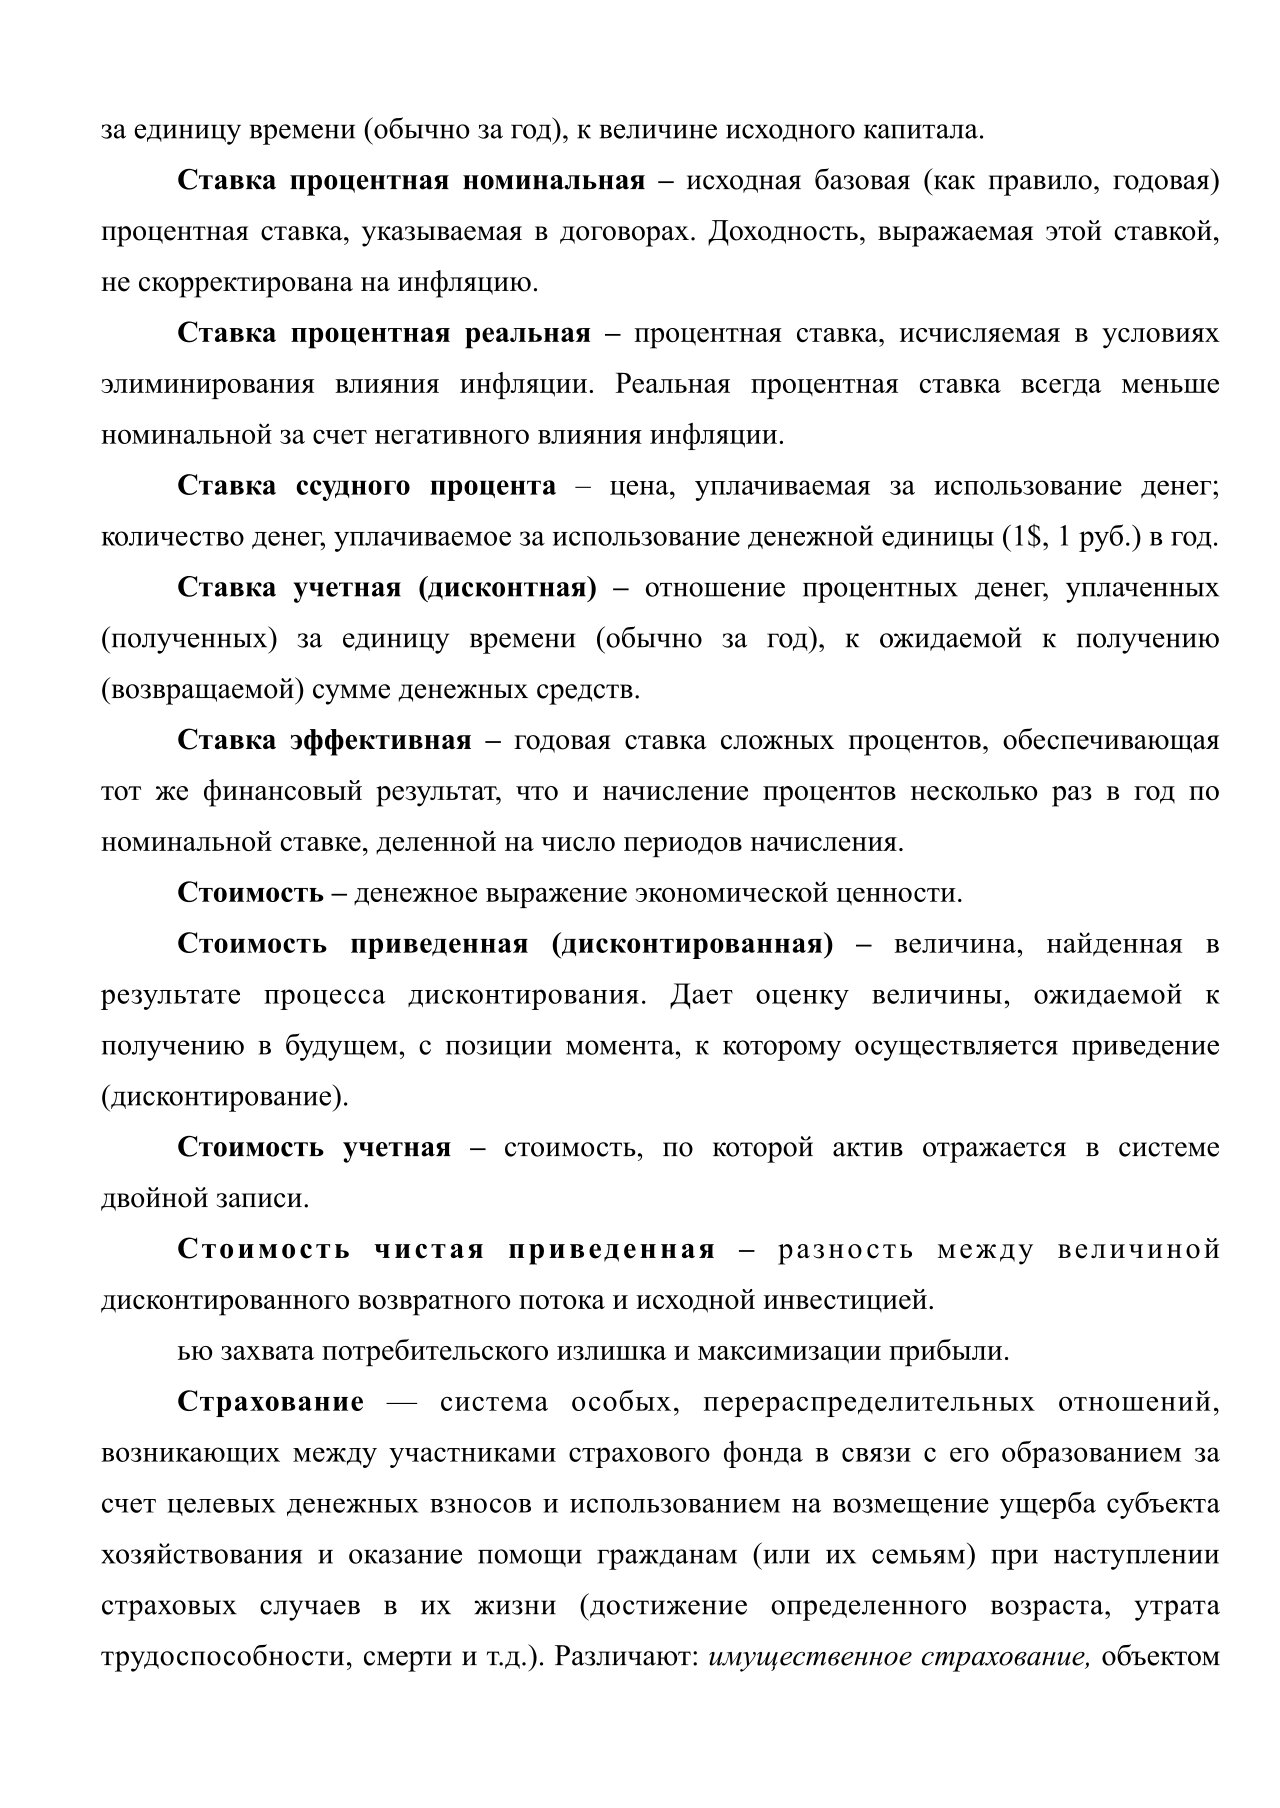 за единицу времени (обычно за год), к величине исходного капитала.
Ставка процентная номинальная – исходная базовая (как правило, годовая)
процентная ставка, указываемая в договорах. Доходность, выражаемая этой ставкой,
не скорректирована на инфляцию.
Ставка процентная реальная – процентная ставка, исчисляемая в условиях
элиминирования влияния инфляции. Реальная процентная ставка всегда меньше
номинальной за счет негативного влияния инфляции.
Ставка ссудного процента – цена, уплачиваемая за использование денег;
количество денег, уплачиваемое за использование денежной единицы (1$, 1 руб.) в год.
Ставка учетная (дисконтная) – отношение процентных денег, уплаченных
(полученных) за единицу времени (обычно за год), к ожидаемой к получению
(возвращаемой) сумме денежных средств.
Ставка эффективная – годовая ставка сложных процентов, обеспечивающая
тот же финансовый результат, что и начисление процентов несколько раз в год по
номинальной ставке, деленной на число периодов начисления.
Стоимость – денежное выражение экономической ценности.
Стоимость приведенная (дисконтированная) – величина, найденная в
результате процесса дисконтирования. Дает оценку величины, ожидаемой к
получению в будущем, с позиции момента, к которому осуществляется приведение
(дисконтирование).
Стоимость учетная – стоимость, по которой актив отражается в системе
двойной записи.
Стоимость чистая приведенная – разность между величиной
дисконтированного возвратного потока и исходной инвестицией.
ью захвата потребительского излишка и максимизации прибыли.
Страхование — система особых, перераспределительных отношений,
возникающих между участниками страхового фонда в связи с его образованием за
счет целевых денежных взносов и использованием на возмещение ущерба субъекта
хозяйствования и оказание помощи гражданам (или их семьям) при наступлении
страховых случаев в их жизни (достижение определенного возраста, утрата
трудоспособности, смерти и т.д.). Различают: имущественное страхование, объектом